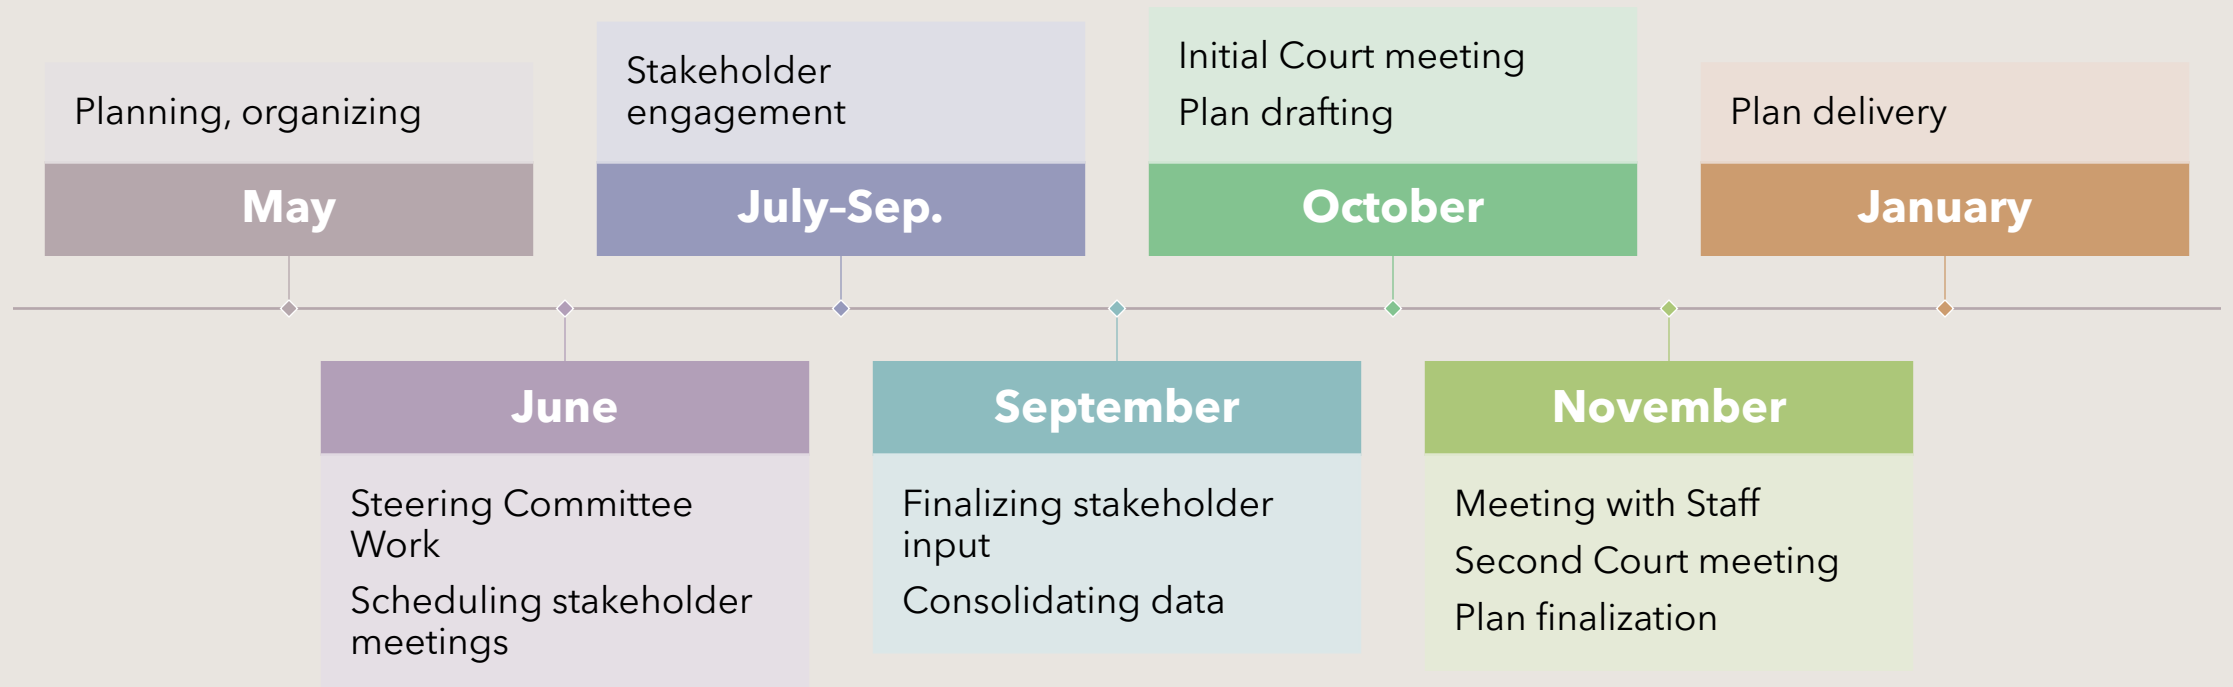 Planning, organizing
May
Stakeholder
engagement
July–Sep.
Initial Court meeting
Plan drafting
October
Plan delivery
January
June
Steering Committee
Work
Scheduling stakeholder
meetings
September
Finalizing stakeholder
input
Consolidating data
November
Meeting with Staff
Second Court meeting
Plan finalization